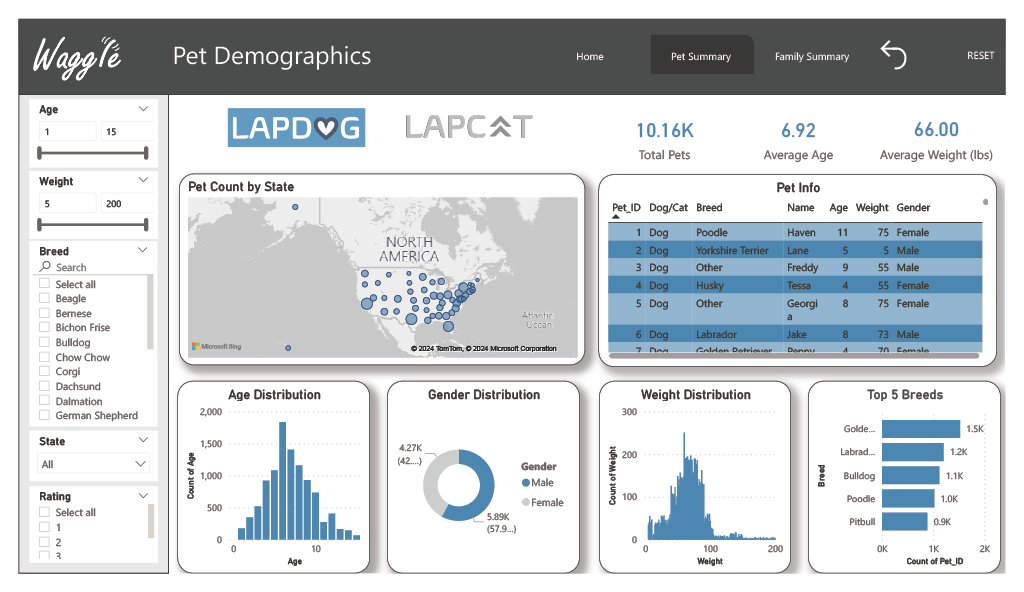 Waggle
Pet Demographics
Home
Pet Summary
Family Summary
RESET
Age
1 15
Weight
5 200
Breed
Search
Select all
Beagle
Bernese
Bichon Frise
Bulldog
Chow Chow
Corgi
Dachsund
Dalmation
German Shepherd
State
All
Rating
Select all
1
2
3
LAPDOG
LAPCAT
10.16K
Total Pets
6.92
Average Age
66.00
Average Weight (lbs)
Pet Count by State
NORTH
AMERICA
Atlantic
Ocean
Microsoft Bing
© 2024 TomTom, © 2024 Microsoft Corporation
Pet Info
Pet_ID Dog/Cat Breed Name Age Weight Gender
1 Dog Poodle Haven 11 75 Female
2 Dog Yorkshire Terrier Lane 5 5 Male
3 Dog Other Freddy 9 55 Male
4 Dog Husky Tessa 4 55 Female
5 Dog Other Georgi 8 75 Female
a
6 Dog Labrador Jake 8 73 Male
7 Dog Golden Retriever Penny 4 70 Female
Age Distribution
2,000
1,500
1,000
500
0
Count of Age
0 10
Age
Gender Distribution
4.27K
(42....)
5.89K
(57.9...)
Gender
Male
Female
Weight Distribution
300
200
100
0
Count of Weight
0 100 200
Weight
Top 5 Breeds
Breed
Golde... 1.5K
Labrad... 1.2K
Bulldog 1.1K
Poodle 1.0K
Pitbull 0.9K
0K 1K 2K
Count of Pet_ID